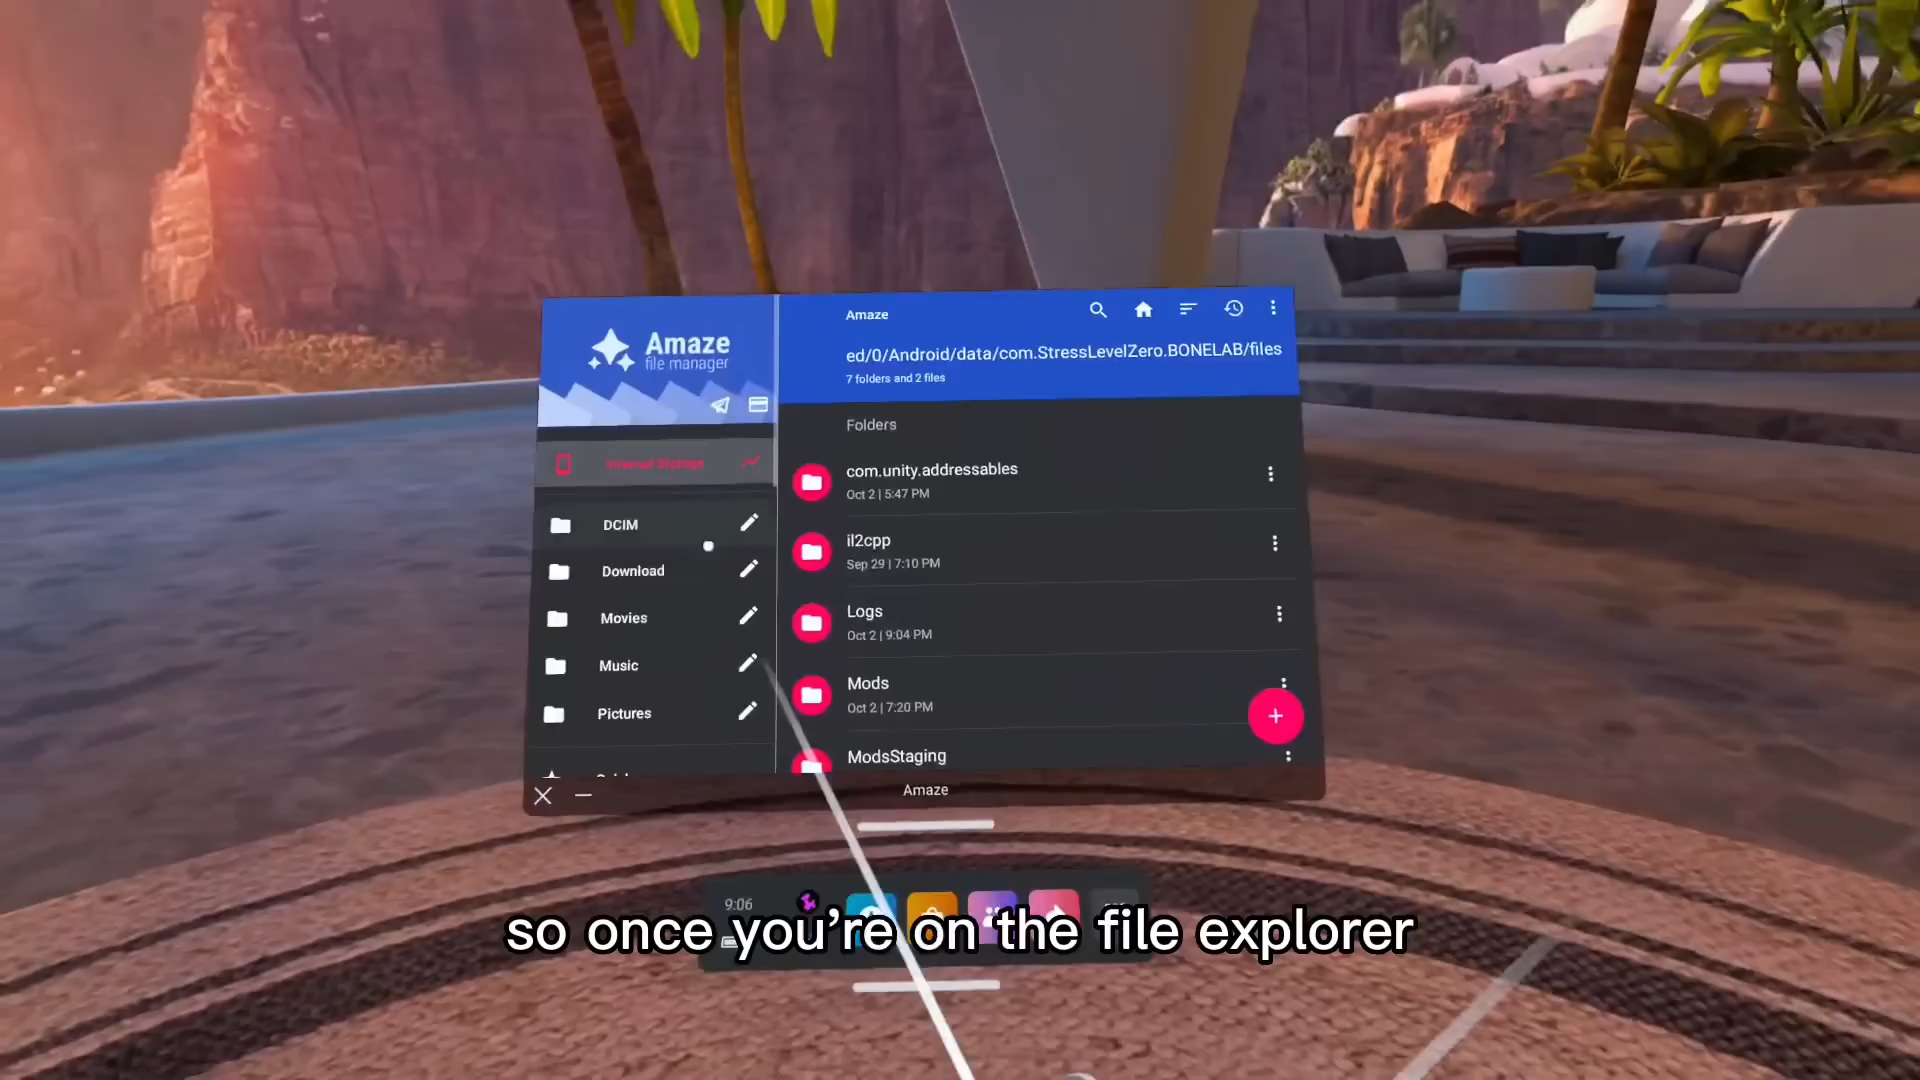 Amaze
file manager
Internal Storage
DCIM
Download
Movies
Music
Pictures
Amaze
ed/0/Android/data/com.StressLevelZero.BONELAB/files
7 folders and 2 files
Folders
com.unity.addressables
Oct 2 | 5:47 PM
il2cpp
Sep 29 | 7:10 PM
Logs
Oct 2 | 9:04 PM
Mods
Oct 2 | 7:20 PM
ModsStaging
Amaze
9:06
so once you're on the file explorer